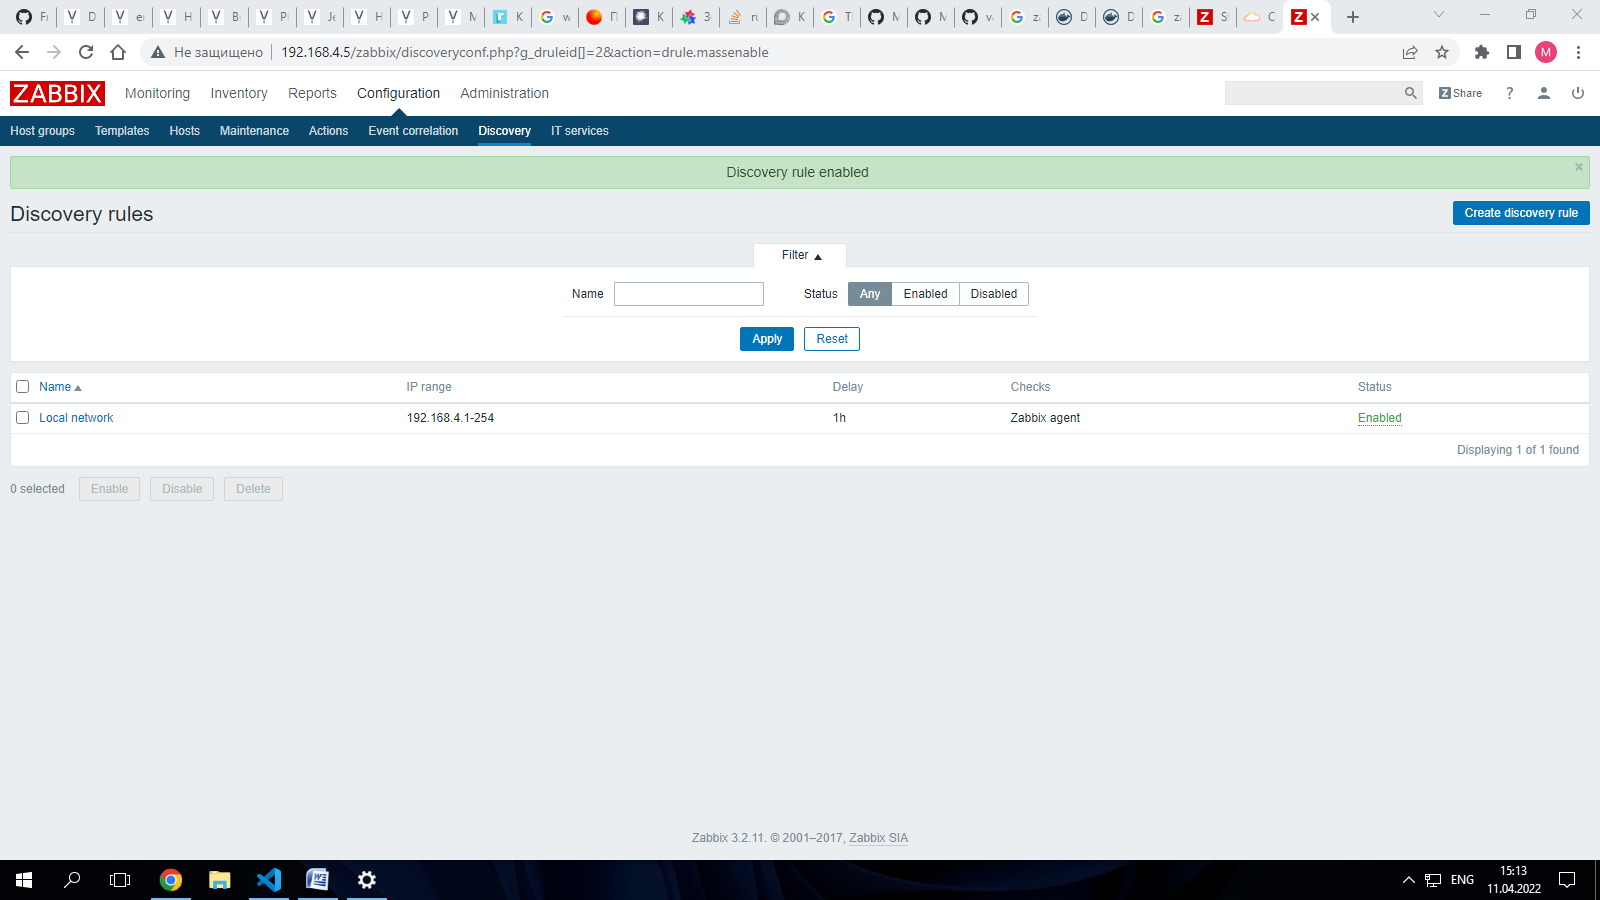 Не защищено 192.168.4.5/zabbix/discoveryconf.php?g_druleid[]=2&action=drule.massenable
M
ZABBIX Monitoring Inventory Reports Configuration Administration Z Share ?
Host groups Templates Hosts Maintenance Actions Event correlation Discovery IT services
Discovery rule enabled
Discovery rules
Create discovery rule
Filter
Name Status Any Enabled Disabled
Apply Reset
Name IP range Delay Checks Status
Local network 192.168.4.1-254 1h Zabbix agent Enabled
Displaying 1 of 1 found
0 selected Enable Disable Delete
Zabbix 3.2.11. © 2001–2017, Zabbix SIA
ENG
15:13
11.04.2022